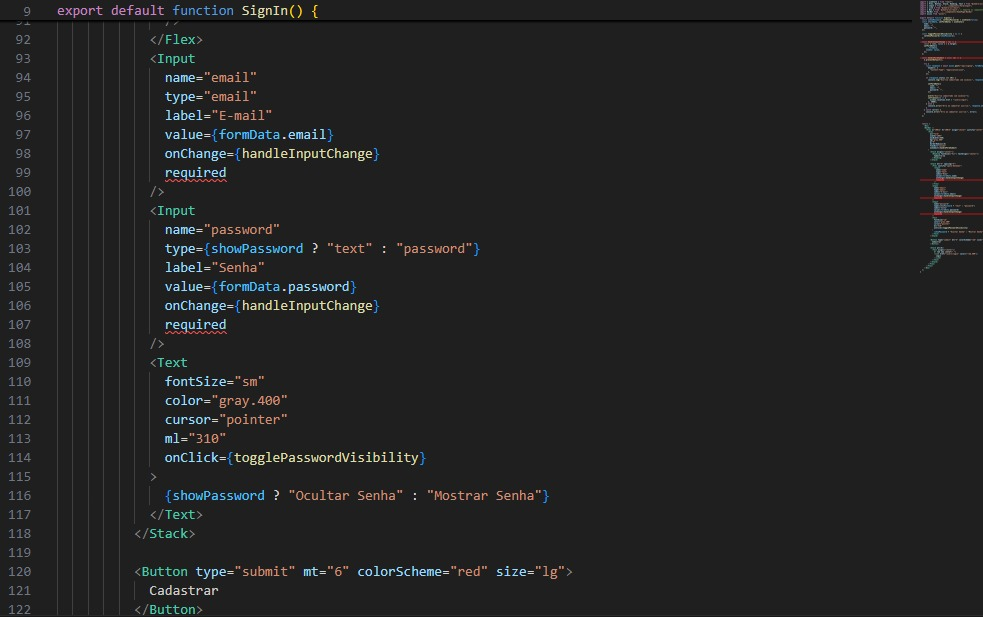 9 export default function SignIn() {
91 />
92 </Flex>
93 <Input
94 name="email"
95 type="email"
96 label="E-mail"
97 value={formData.email}
98 onChange={handleInputChange}
99 required
100 />
101 <Input
102 name="password"
103 type={showPassword ? "text" : "password"}
104 label="Senha"
105 value={formData.password}
106 onChange={handleInputChange}
107 required
108 />
109 <Text
110 fontSize="sm"
111 color="gray.400"
112 cursor="pointer"
113 ml="310"
114 onClick={togglePasswordVisibility}
115 >
116 {showPassword ? "Ocultar Senha" : "Mostrar Senha"}
117 </Text>
118 </Stack>
119
120 <Button type="submit" mt="6" colorScheme="red" size="lg">
121 Cadastrar
122 </Button>